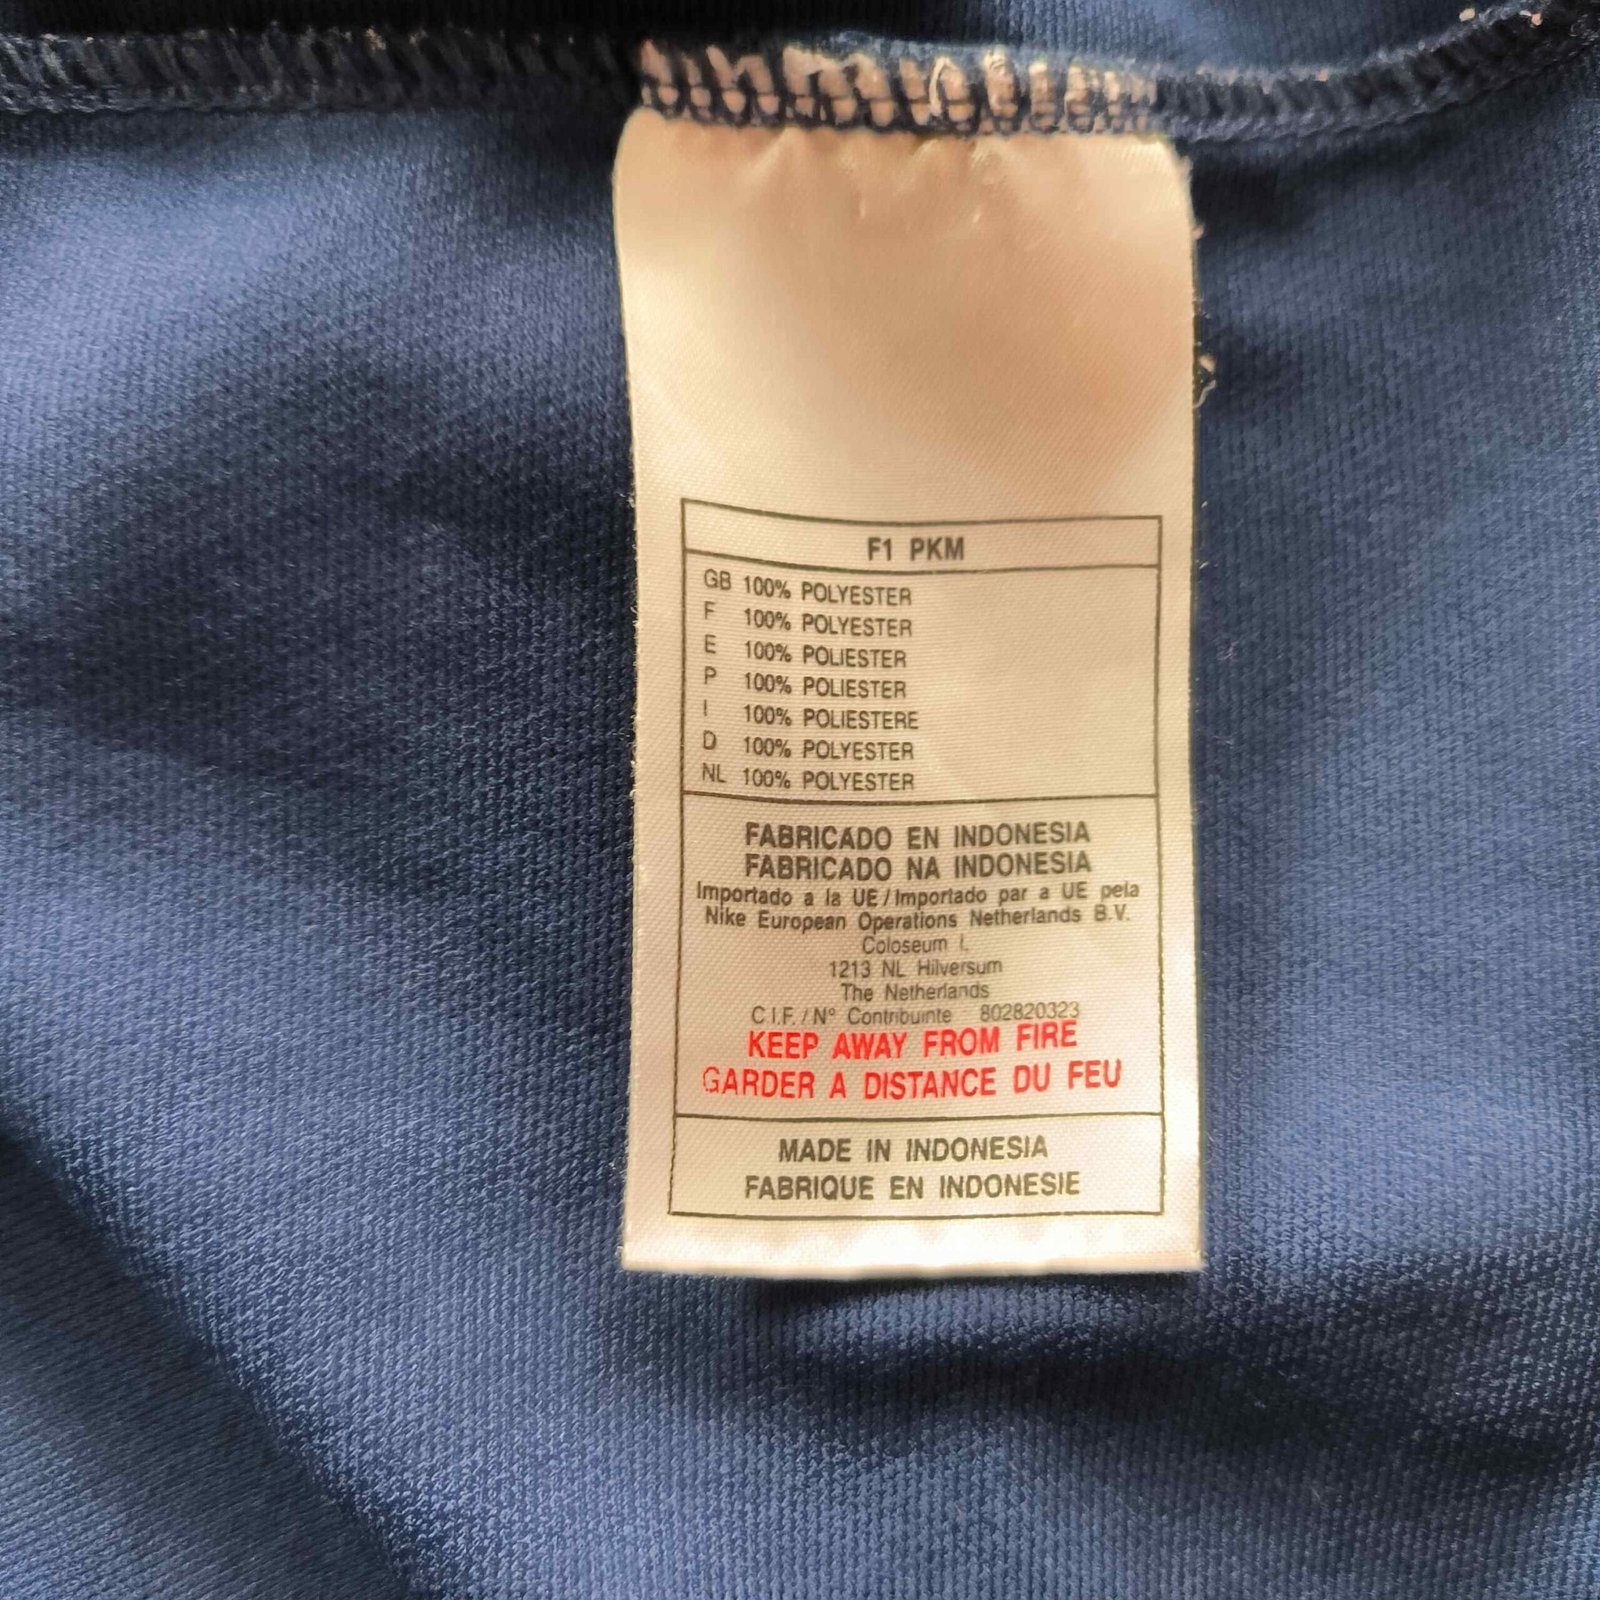 F1 PKM
GB 100% POLYESTER
F 100% POLYESTER
E 100% POLIESTER
P 100% POLIESTER
I 100% POLIESTERE
D 100% POLYESTER
NL 100% POLYESTER
FABRICADO EN INDONESIA
FABRICADO NA INDONESIA
Importado a la UE/Importado par a UE pela
Nike European Operations Netherlands B.V.
Coloseum I.
1213 NL Hilversum
The Netherlands
C.I.F./Nº Contribuinte 802820323
KEEP AWAY FROM FIRE
GARDER A DISTANCE DU FEU
MADE IN INDONESIA
FABRIQUE EN INDONESIE